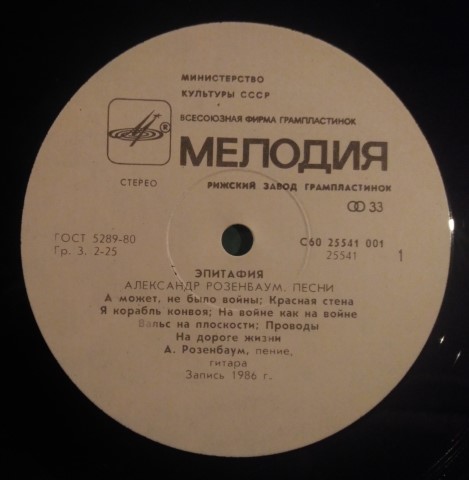 МИНИСТЕРСТВО
КУЛЬТУРЫ СССР
ВСЕСОЮЗНАЯ ФИРМА ГРАМПЛАСТИНОК
®
МЕЛОДИЯ
СТЕРЕО
РИЖСКИЙ ЗАВОД ГРАМПЛАСТИНОК
33
ГОСТ 5289-80
С60 25541 001
Гр. 3. 2-25
25541
1
ЭПИТАФИЯ
АЛЕКСАНДР РОЗЕНБАУМ. ПЕСНИ
А может, не было войны; Красная стена
Я корабль конвоя; На войне как на войне
Вальс на плоскости; Проводы
На дороге жизни
А. Розенбаум, пение,
гитара
Запись 1986 г.